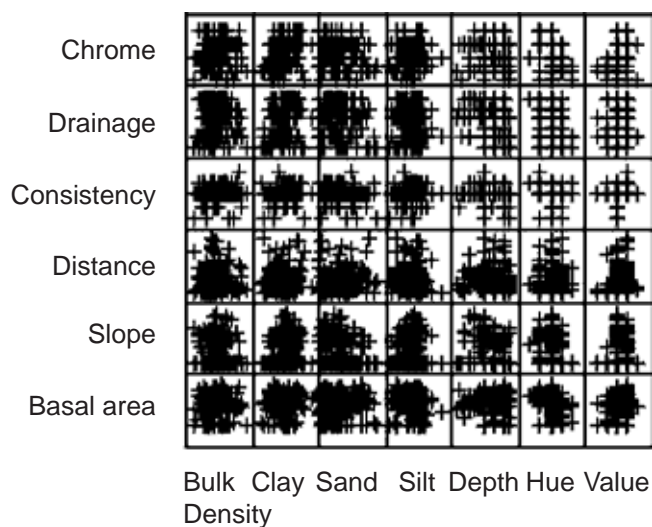 Chrome
Drainage
Consistency
Distance
Slope
Basal area
Bulk Clay Sand Silt Depth Hue Value
Density